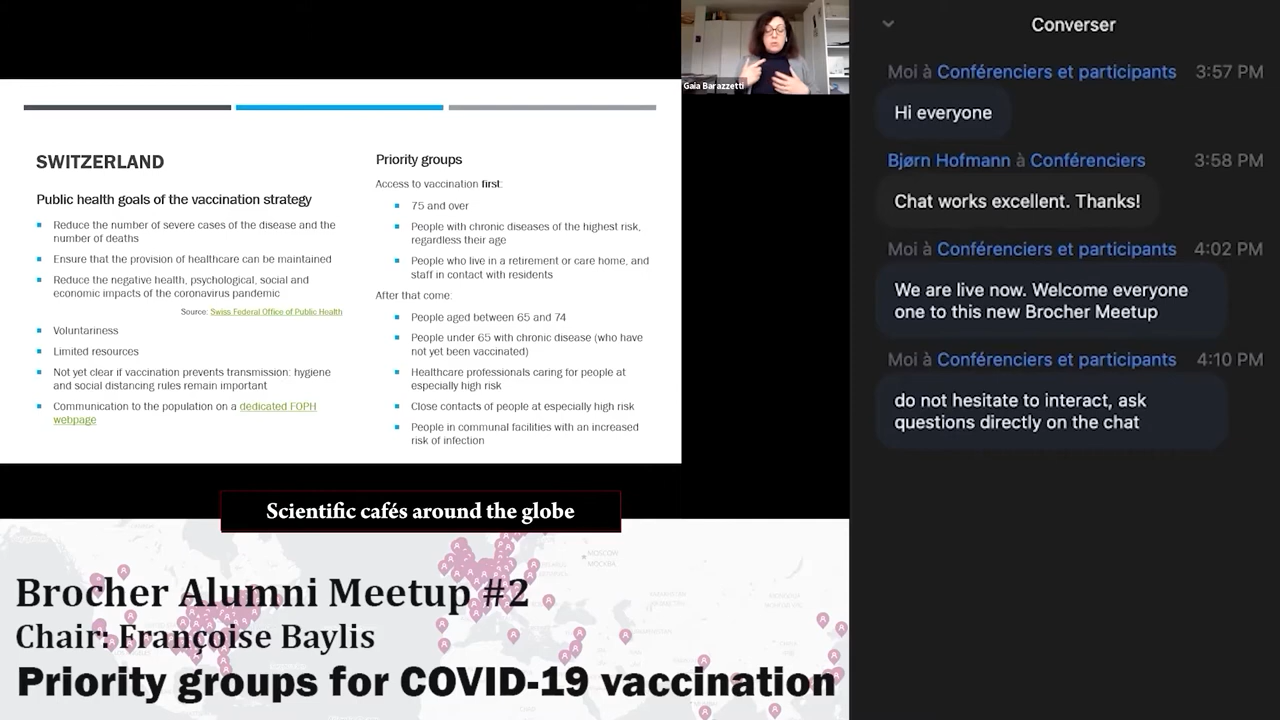 Gaia Barazzetti
SWITZERLAND
Public health goals of the vaccination strategy
Reduce the number of severe cases of the disease and the
number of deaths
Ensure that the provision of healthcare can be maintained
Reduce the negative health, psychological, social and
economic impacts of the coronavirus pandemic
Source: Swiss Federal Office of Public Health
Voluntariness
Limited resources
Not yet clear if vaccination prevents transmission: hygiene
and social distancing rules remain important
Communication to the population on a dedicated FOPH
webpage
Priority groups
Access to vaccination first:
75 and over
People with chronic diseases of the highest risk,
regardless their age
People who live in a retirement or care home, and
staff in contact with residents
After that come:
People aged between 65 and 74
People under 65 with chronic disease (who have
not yet been vaccinated)
Healthcare professionals caring for people at
especially high risk
Close contacts of people at especially high risk
People in communal facilities with an increased
risk of infection
Scientific cafés around the globe
MOSCOW
МОСКВА
Brocher Alumni Meetup #2
Chair: Françoise Baylis
Priority groups for COVID-19 vaccination
Converser
Moi à Conférenciers et participants 3:57 PM
Hi everyone
Bjørn Hofmann à Conférenciers 3:58 PM
Chat works excellent. Thanks!
Moi à Conférenciers et participants 4:02 PM
We are live now. Welcome everyone
one to this new Brocher Meetup
Moi à Conférenciers et participants 4:10 PM
do not hesitate to interact, ask
questions directly on the chat